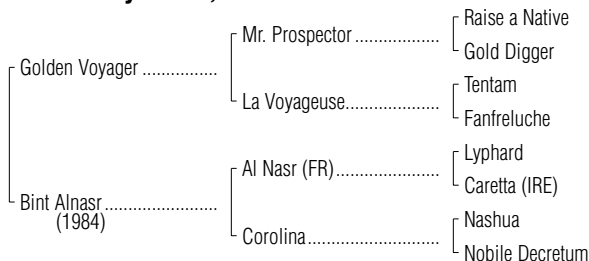 Raise a Native
Mr. Prospector ...................
Gold Digger
Golden Voyager ...............
Tentam
La Voyageuse....................
Fanfreluche
Lyphard
Al Nasr (FR)......................
Caretta (IRE)
Bint Alnasr ......................
(1984)
Nashua
Corolina............................
Nobile Decretum